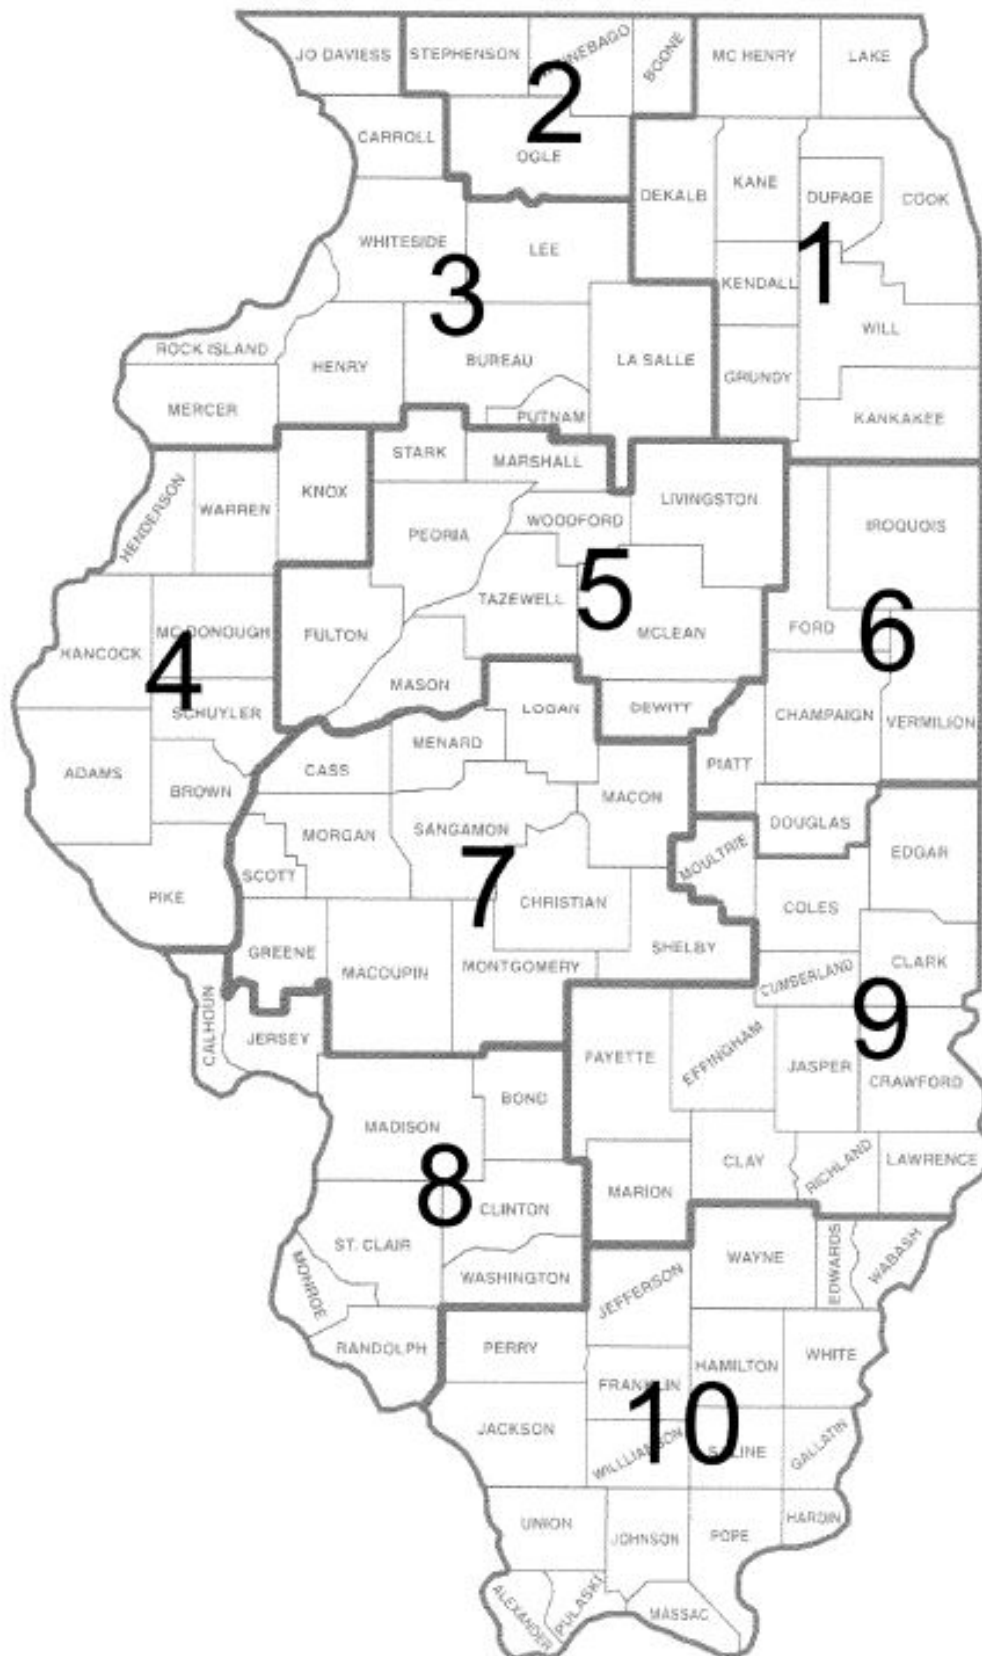 JO DAVIESS
STEPHENSON
BOONE
MC HENRY
LAKE
2
CARROLL
OGLE
DEKALB
KANE
DUPAGE
COOK
WHITESIDE
LEE
1
3
KENDALL
ROCK ISLAND
HENRY
BUREAU
LA SALLE
WILL
GRUNDY
MERCER
PUTNAM
KANKAKEE
STARK
MARSHALL
KNOX
HENDERSON
WARREN
PEORIA
WOODFORD
LIVINGSTON
IROQUOIS
5
TAZEWELL
HANCOCK
MC DONOUGH
FULTON
MCLEAN
FORD
6
4
MASON
SCHUYLER
LOGAN
DEWITT
CHAMPAIGN
VERMILION
ADAMS
BROWN
CASS
MENARD
PIATT
MACON
MORGAN
SANGAMON
DOUGLAS
EDGAR
MOULTRIE
7
SCOTT
PIKE
CHRISTIAN
COLES
GREENE
MACOUPIN
MONTGOMERY
SHELBY
CUMBERLAND
CLARK
9
CALHOUN
JERSEY
FAYETTE
EFFINGHAM
JASPER
CRAWFORD
BOND
MADISON
8
MARION
CLAY
RICHLAND
LAWRENCE
CLINTON
ST. CLAIR
MONROE
WASHINGTON
WAYNE
EDWARDS
WABASH
JEFFERSON
RANDOLPH
PERRY
HAMILTON
WHITE
FRANKLIN
10
JACKSON
WILLLIAMSON
SALINE
GALLATIN
UNION
JOHNSON
POPE
HARDIN
ALEXANDER
PULASKI
MASSAC